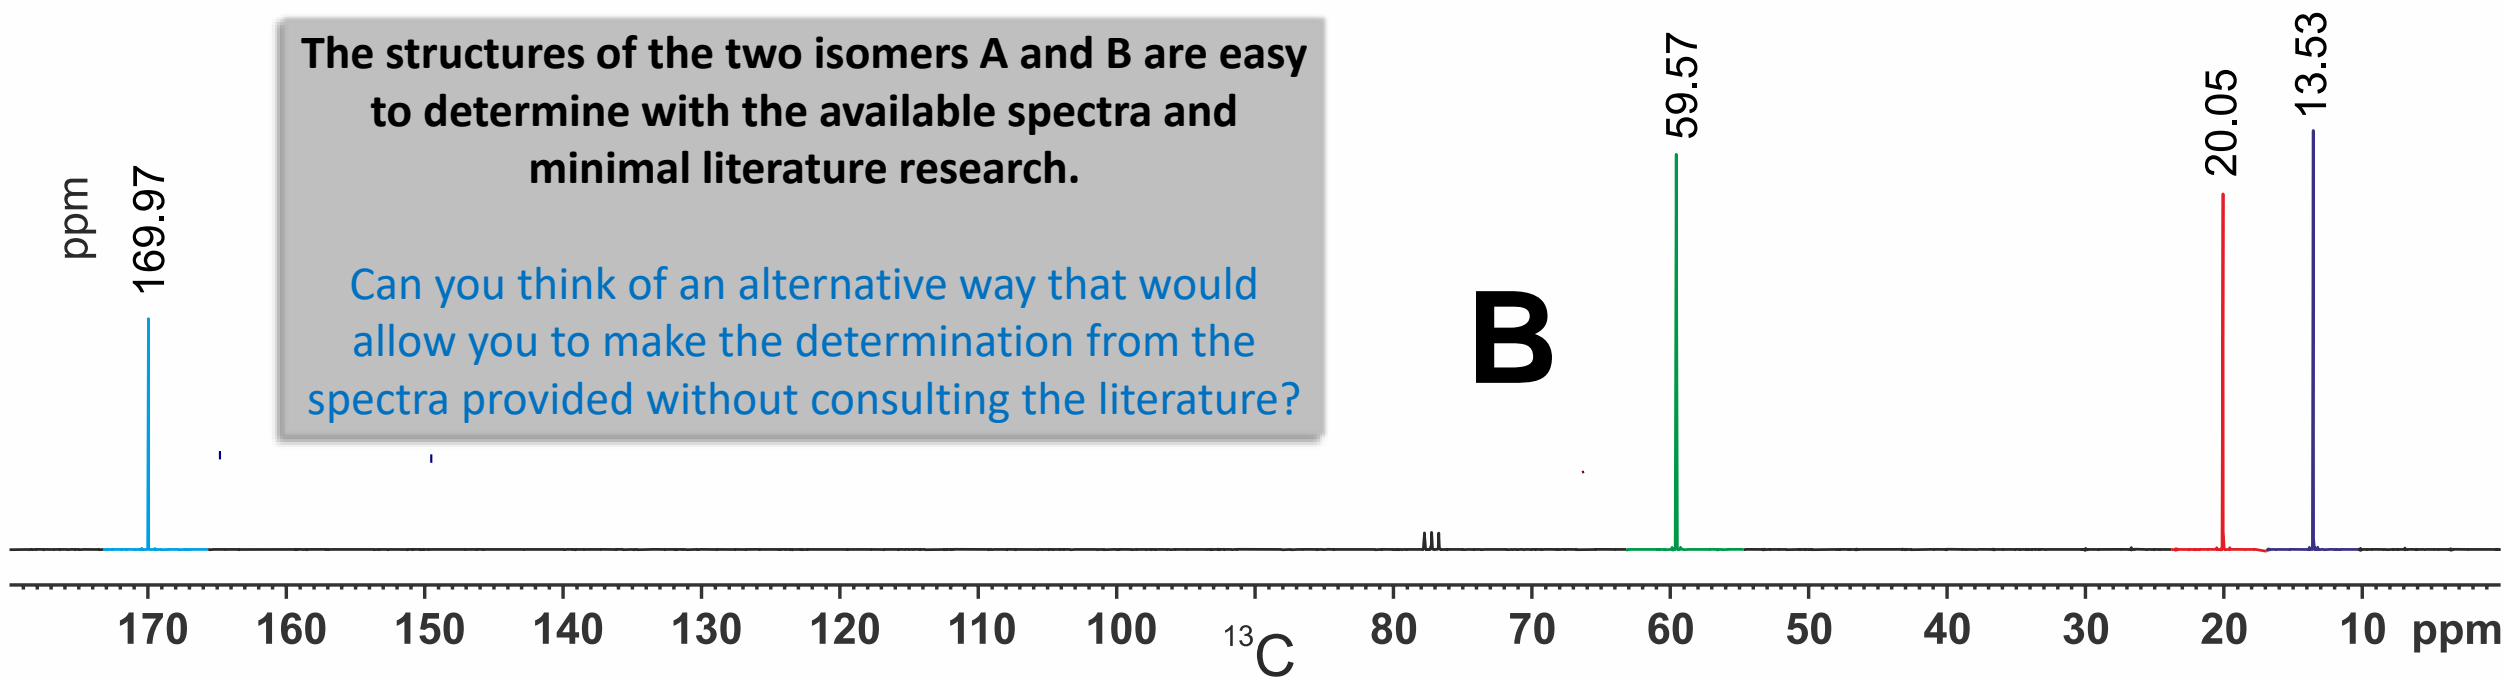 The structures of the two isomers A and B are easy
to determine with the available spectra and
minimal literature research.
Can you think of an alternative way that would
allow you to make the determination from the
spectra provided without consulting the literature?
ppm
169.97
59.57
20.05
13.53
B
170 160 150 140 130 120 110 100 80 70 60 50 40 30 20 10 ppm
13C